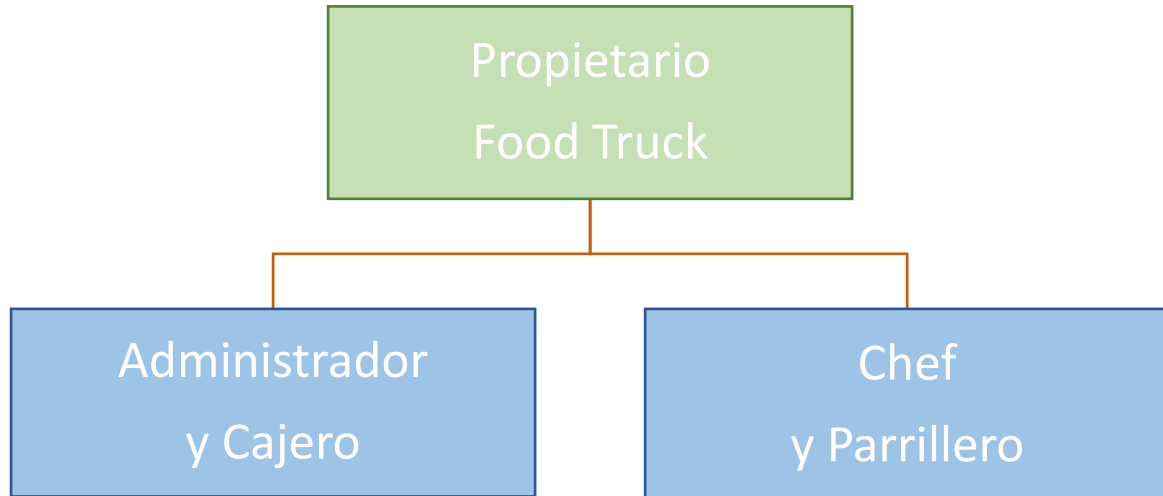 Propietario
Food Truck
Administrador
y Cajero
Chef
y Parrillero